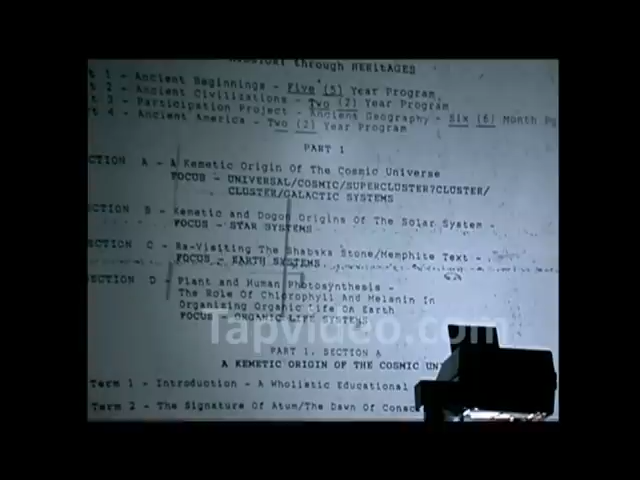 through HERITAGES
t 1 - Ancient Beginnings - Five (5) Year Program.
t 2 - Ancient Civilizations - Two (2) Year Program
t 3 - Participation Project - Ancient Geography - Six (6) Month
t 4 - Ancient America - Two (2) Year Program
PART 1
CTION A - A Kemetic Origin Of The Cosmic Universe
FOCUS - UNIVERSAL/COSMIC/SUPERCLUSTER?CLUSTER/
CLUSTER/GALACTIC SYSTEMS
CTION B - Kemetic and Dogon Origins Of The Solar System -
FOCUS - STAR SYSTEMS
SECTION C - Ra-Visiting The Shabaka Stone/Memphite Text -
FOCUS - EARTH SYSTEMS
SECTION D - Plant and Human Photosynthesis -
The Role Of Chlorophyll And Melanin In
Organizing Organic Life On Earth
FOCUS - ORGANIC LIFE SYSTEMS
Tapvideo.com
PART 1, SECTION A
A KEMETIC ORIGIN OF THE COSMIC UNI
Term 1 - Introduction - A Wholistic Educational
Term 2 - The Signature Of Atum/The Dawn Of Consc